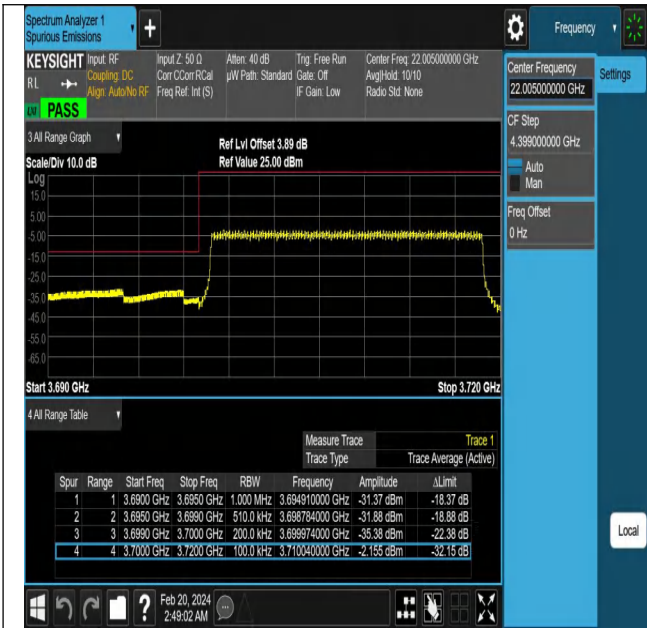 Spectrum Analyzer 1
Spurious Emissions
+
Frequency
KEYSIGHT
RL
PASS
Input: RF
Coupling: DC
Align: Auto/No RF
Input Z: 50 Ω
Corr CCorr RCal
Freq Ref: Int (S)
Atten: 40 dB
µW Path: Standard
Trig: Free Run
Gate: Off
IF Gain: Low
Center Freq: 22.005000000 GHz
Avg|Hold: 10/10
Radio Std: None
Center Frequency
22.005000000 GHz
Settings
CF Step
4.399000000 GHz
Auto
Man
Freq Offset
0 Hz
3 All Range Graph
Ref Lvl Offset 3.89 dB
Scale/Div 10.0 dB
Ref Value 25.00 dBm
Log
15.0
5.00
-5.00
-15.0
-25.0
-35.0
-45.0
-55.0
-65.0
Start 3.690 GHz
Stop 3.720 GHz
4 All Range Table
Measure Trace Trace 1
Trace Type Trace Average (Active)
Spur Range Start Freq Stop Freq RBW Frequency Amplitude ΔLimit
1 1 3.6900 GHz 3.6950 GHz 1.000 MHz 3.694910000 GHz -31.37 dBm -18.37 dB
2 2 3.6950 GHz 3.6990 GHz 510.0 kHz 3.698784000 GHz -31.88 dBm -18.88 dB
3 3 3.6990 GHz 3.7000 GHz 200.0 kHz 3.699974000 GHz -35.38 dBm -22.38 dB
4 4 3.7000 GHz 3.7200 GHz 100.0 kHz 3.710040000 GHz -2.155 dBm -32.15 dB
Local
?
Feb 20, 2024
2:49:02 AM